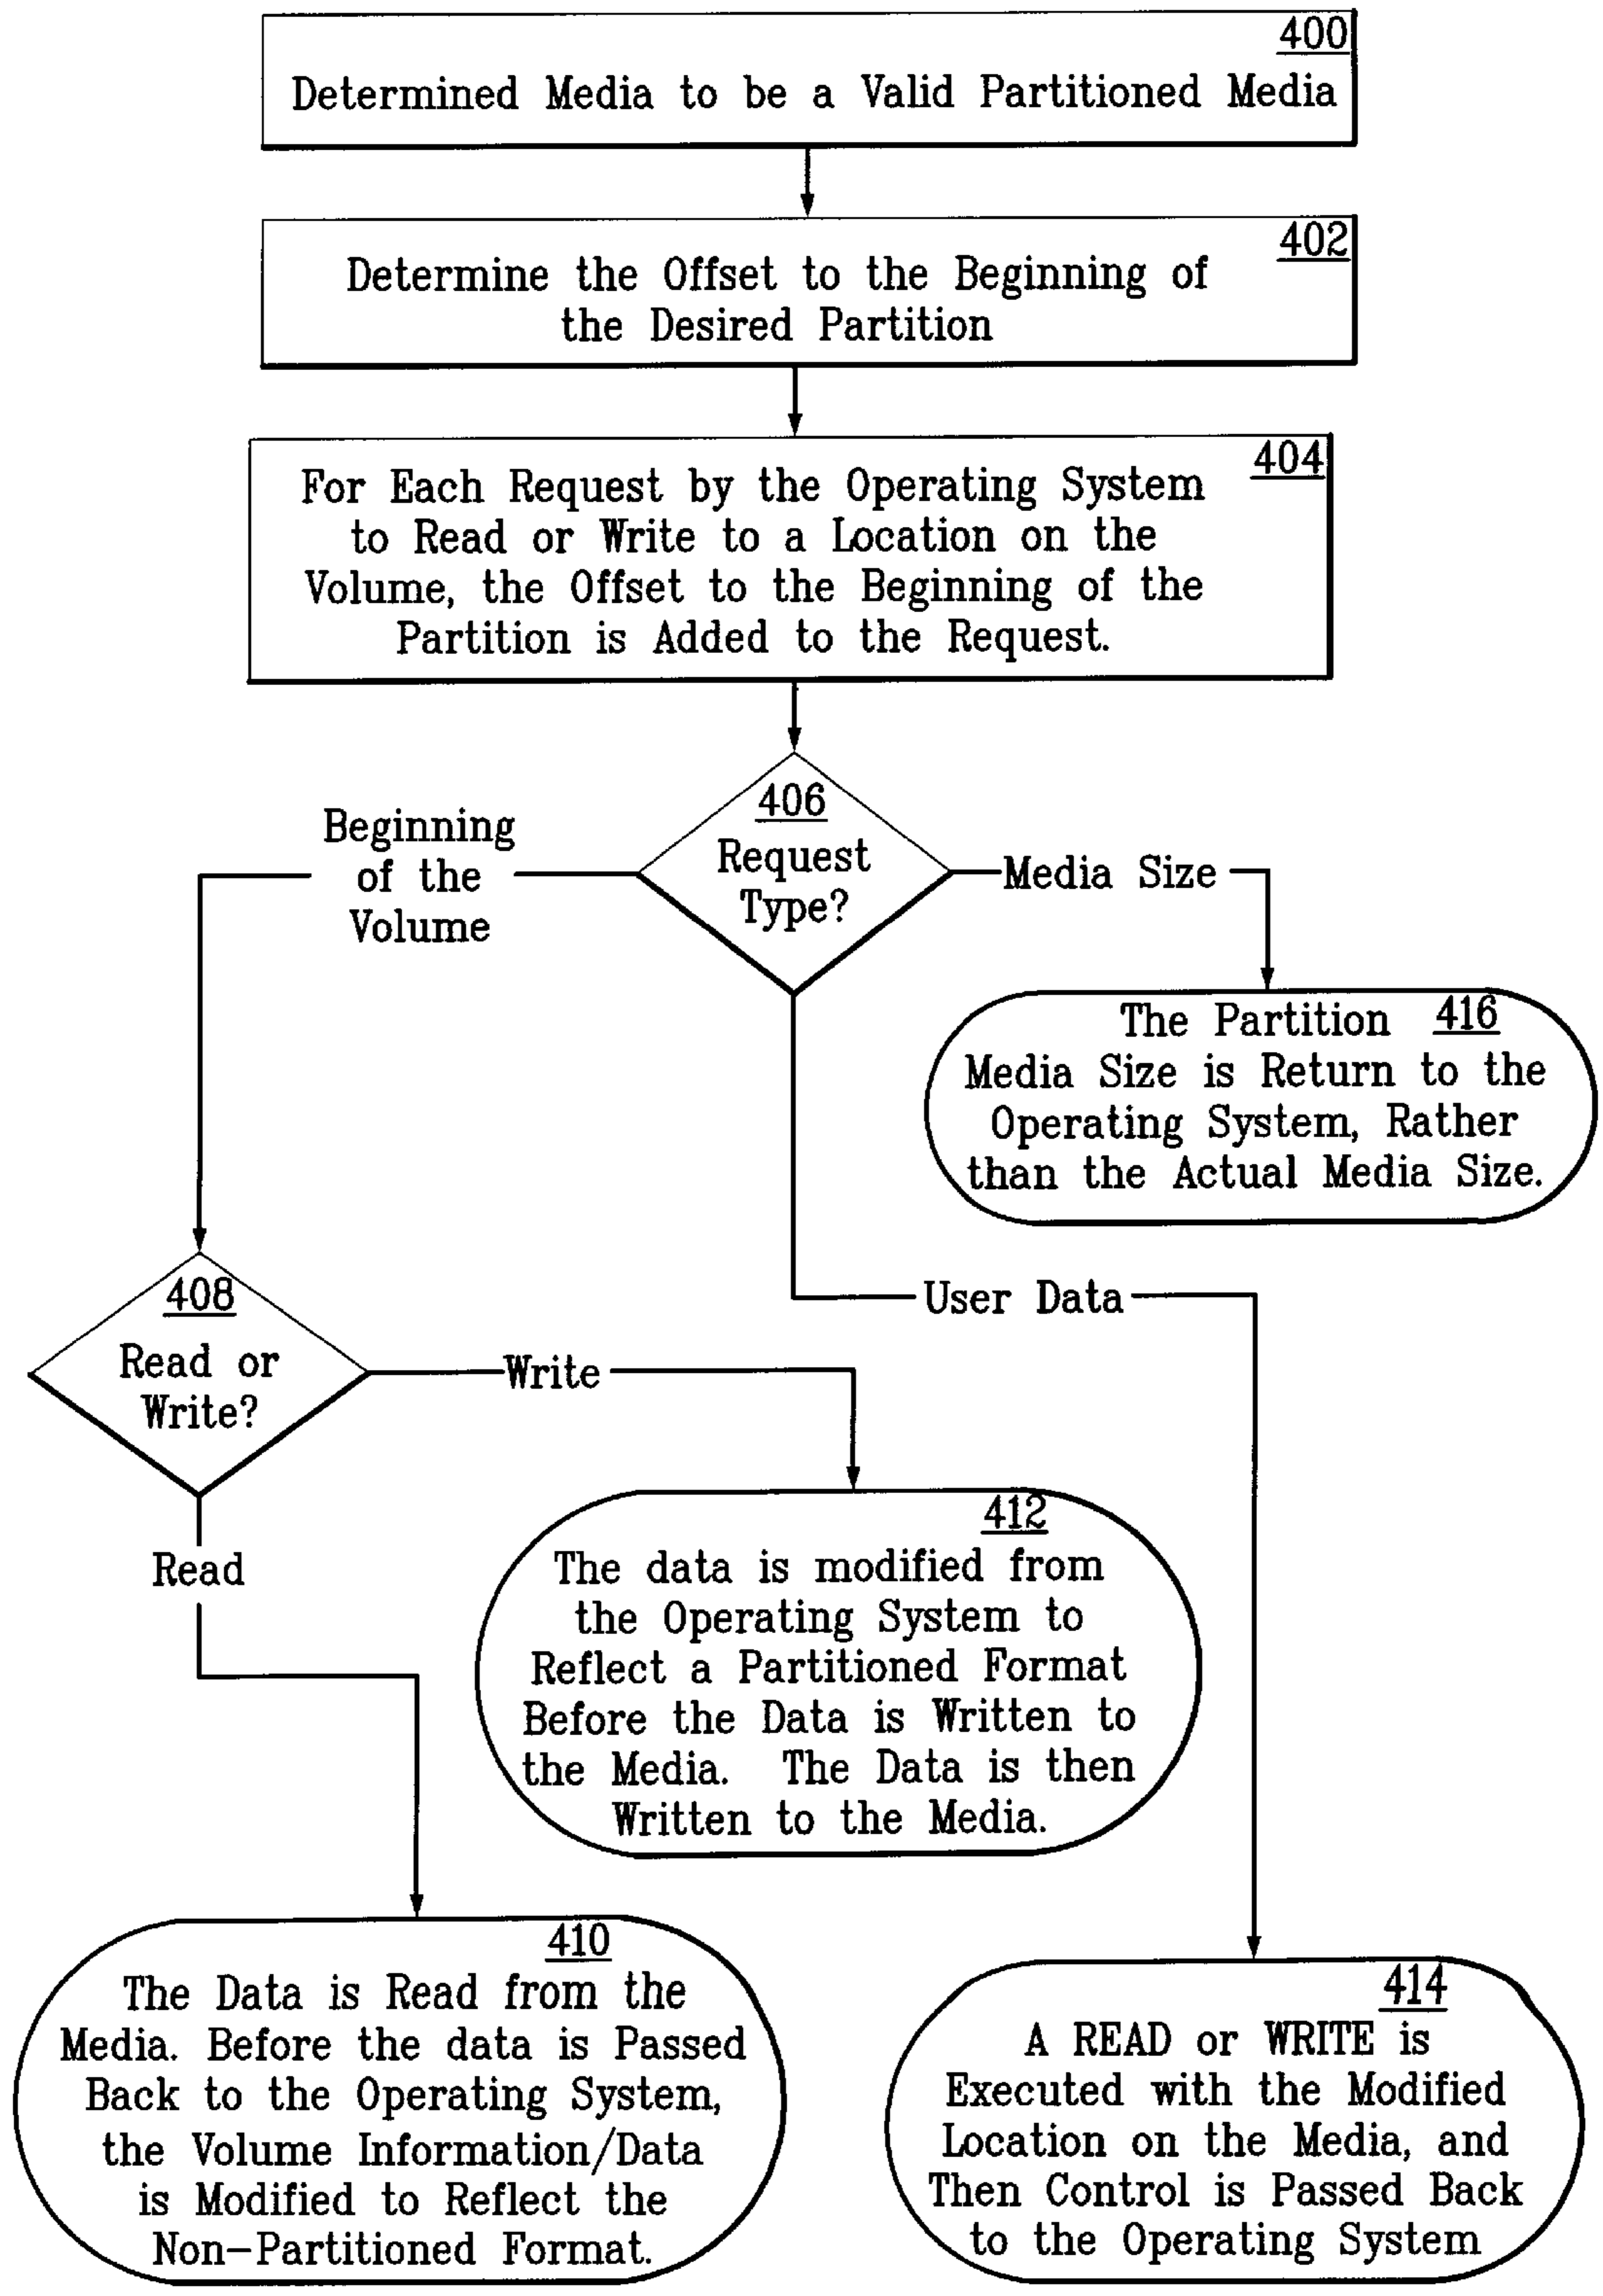 400
Determined Media to be a Valid Partitioned Media
402
Determine the Offset to the Beginning of
the Desired Partition
404
For Each Request by the Operating System
to Read or Write to a Location on the
Volume, the Offset to the Beginning of the
Partition is Added to the Request.
406
Request
Type?
Beginning
of the
Volume
Media Size
416
The Partition
Media Size is Return to the
Operating System, Rather
than the Actual Media Size.
User Data
408
Read or
Write?
Write
Read
412
The data is modified from
the Operating System to
Reflect a Partitioned Format
Before the Data is Written to
the Media. The Data is then
Written to the Media.
410
The Data is Read from the
Media. Before the data is Passed
Back to the Operating System,
the Volume Information/Data
is Modified to Reflect the
Non-Partitioned Format.
414
A READ or WRITE is
Executed with the Modified
Location on the Media, and
Then Control is Passed Back
to the Operating System